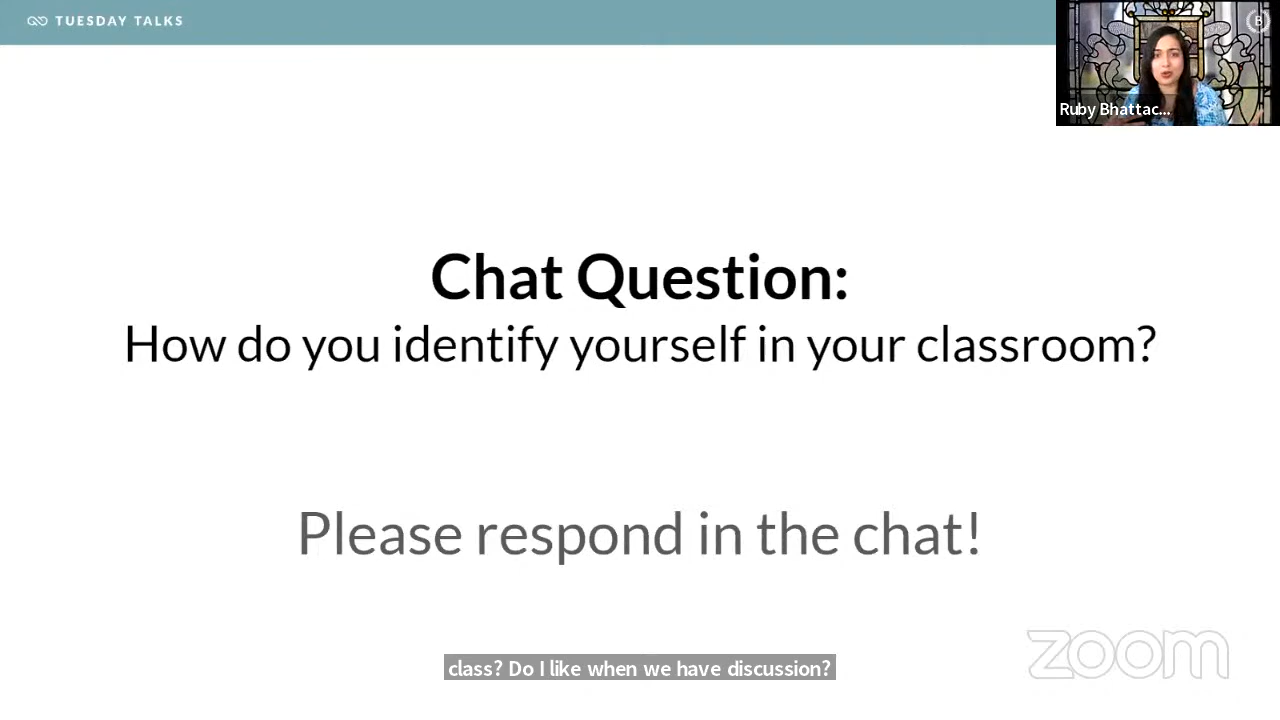 TUESDAY TALKS
B
Ruby Bhattac...
Chat Question:
How do you identify yourself in your classroom?
Please respond in the chat!
class? Do I like when we have discussion?
zoom